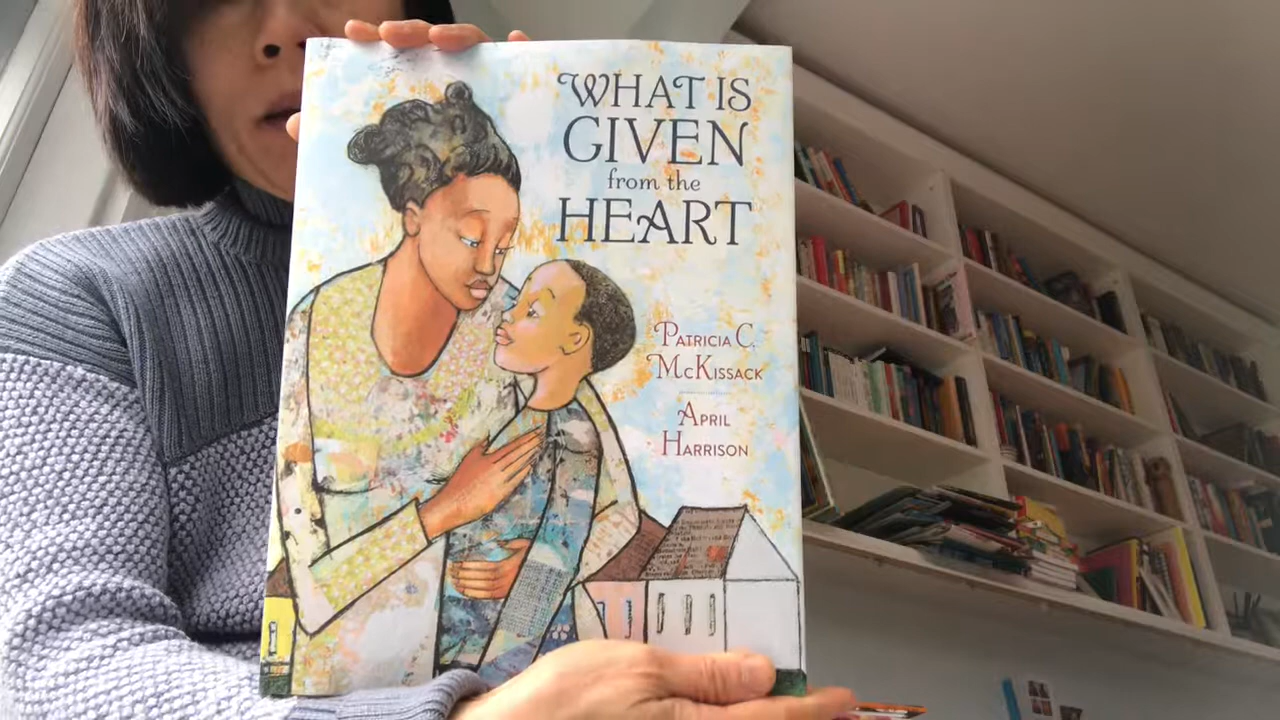 WHAT IS
GIVEN
from the
HEART
PATRICIA C.
MCKISSACK
APRIL
HARRISON